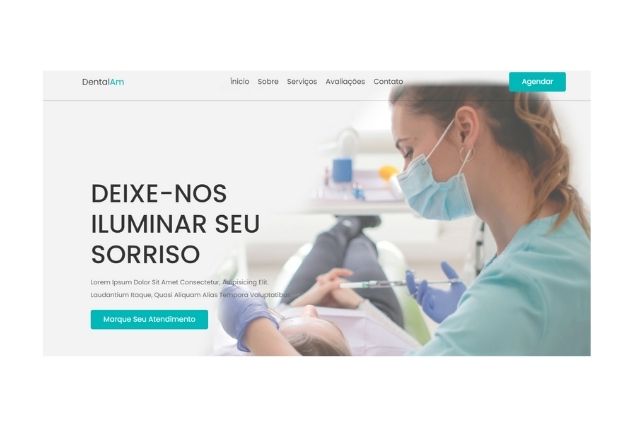 DentalAm
Ínicio Sobre Serviços Avaliações Contato
Agendar
DEIXE-NOS
ILUMINAR SEU
SORRISO
Lorem Ipsum Dolor Sit Amet Consectetur, Adipisicing Elit.
Laudantium Itaque, Quasi Aliquam Alias Tempora Voluptatibus
Marque Seu Atendimento